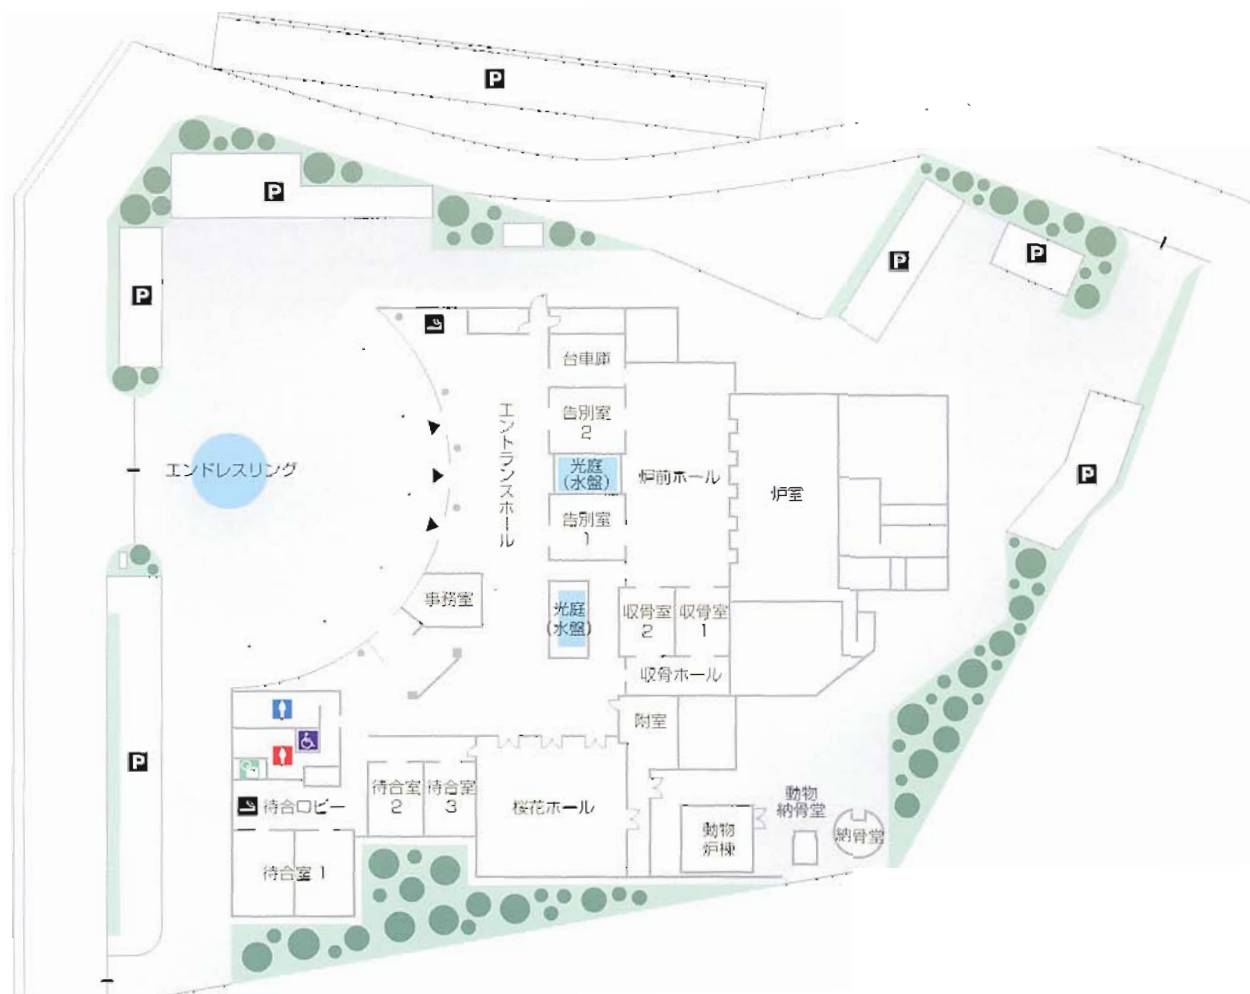 P
P
P
P
P
台車庫
告別室
2
エントランスホール
光庭
(水盤)
炉前ホール
炉室
P
エンドレスリング
告別室
1
事務室
光庭
(水盤)
収骨室
2
収骨室
1
収骨ホール
附室
P
待合ロビー
待合室
2
待合室
3
桜花ホール
動物
納骨堂
動物
炉棟
納骨堂
待合室 1